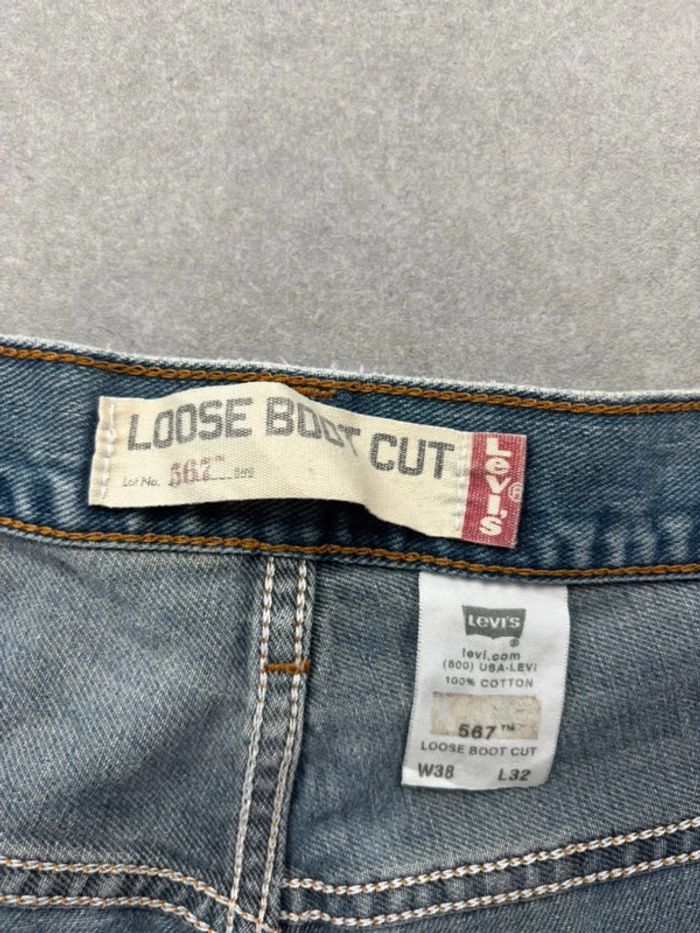 LOOSE BOOT CUT
Lot No. 567™
Levi's®
Levi's®
levi.com
(800) USA-LEVI
100% COTTON
567™
LOOSE BOOT CUT
W38 L32